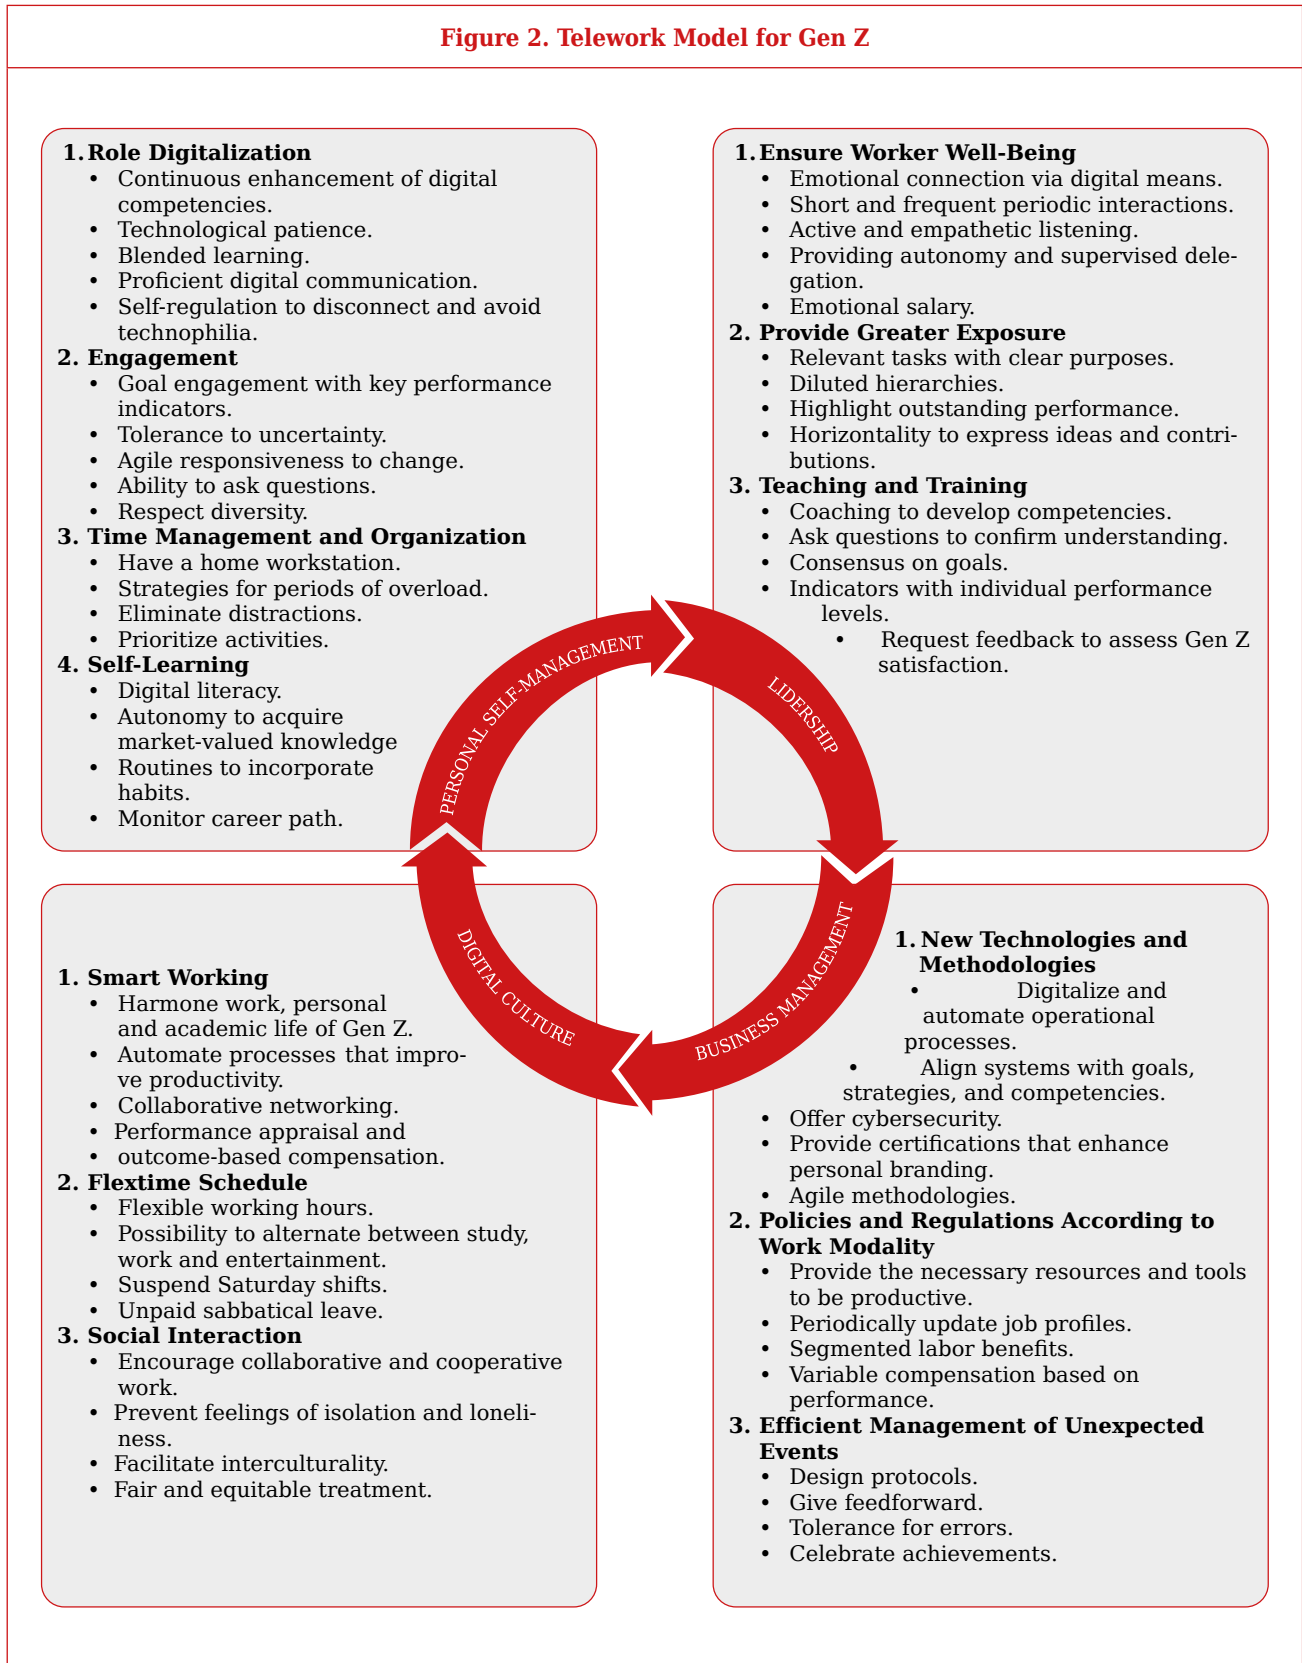 Figure 2. Telework Model for Gen Z
1. Role Digitalization
• Continuous enhancement of digital
competencies.
• Technological patience.
• Blended learning.
• Proficient digital communication.
• Self-regulation to disconnect and avoid
technophilia.
2. Engagement
• Goal engagement with key performance
indicators.
• Tolerance to uncertainty.
• Agile responsiveness to change.
• Ability to ask questions.
• Respect diversity.
3. Time Management and Organization
• Have a home workstation.
• Strategies for periods of overload.
• Eliminate distractions.
• Prioritize activities.
4. Self-Learning
• Digital literacy.
• Autonomy to acquire
market-valued knowledge
• Routines to incorporate
habits.
• Monitor career path.
1. Ensure Worker Well-Being
• Emotional connection via digital means.
• Short and frequent periodic interactions.
• Active and empathetic listening.
• Providing autonomy and supervised dele-
gation.
• Emotional salary.
2. Provide Greater Exposure
• Relevant tasks with clear purposes.
• Diluted hierarchies.
• Highlight outstanding performance.
• Horizontality to express ideas and contri-
butions.
3. Teaching and Training
• Coaching to develop competencies.
• Ask questions to confirm understanding.
• Consensus on goals.
• Indicators with individual performance
levels.
• Request feedback to assess Gen Z
satisfaction.
PERSONAL SELF-MANAGEMENT
LIDERSHIP
DIGITAL CULTURE
BUSINESS MANAGEMENT
1. Smart Working
• Harmone work, personal
and academic life of Gen Z.
• Automate processes that impro-
ve productivity.
• Collaborative networking.
• Performance appraisal and
• outcome-based compensation.
2. Flextime Schedule
• Flexible working hours.
• Possibility to alternate between study,
work and entertainment.
• Suspend Saturday shifts.
• Unpaid sabbatical leave.
3. Social Interaction
• Encourage collaborative and cooperative
work.
• Prevent feelings of isolation and loneli-
ness.
• Facilitate interculturality.
• Fair and equitable treatment.
1. New Technologies and
Methodologies
• Digitalize and
automate operational
processes.
• Align systems with goals,
strategies, and competencies.
• Offer cybersecurity.
• Provide certifications that enhance
personal branding.
• Agile methodologies.
2. Policies and Regulations According to
Work Modality
• Provide the necessary resources and tools
to be productive.
• Periodically update job profiles.
• Segmented labor benefits.
• Variable compensation based on
performance.
3. Efficient Management of Unexpected
Events
• Design protocols.
• Give feedforward.
• Tolerance for errors.
• Celebrate achievements.